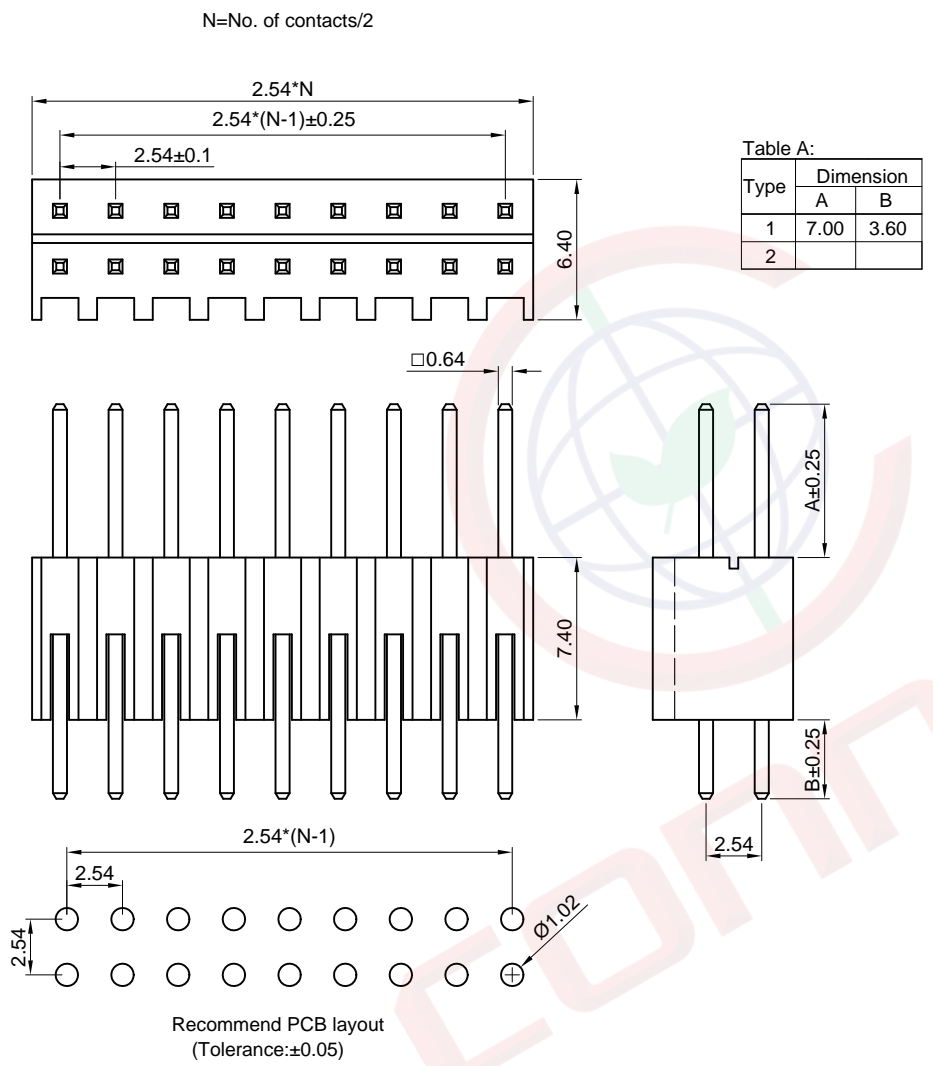 N=No. of contacts/2
2.54*N
2.54*(N-1)±0.25
2.54±0.1
6.40
Table A:
Type Dimension
A B
1 7.00 3.60
2
□0.64
A±0.25
7.40
B±0.25
2.54
2.54*(N-1)
2.54
2.54
Ø1.02
Recommend PCB layout
(Tolerance:±0.05)